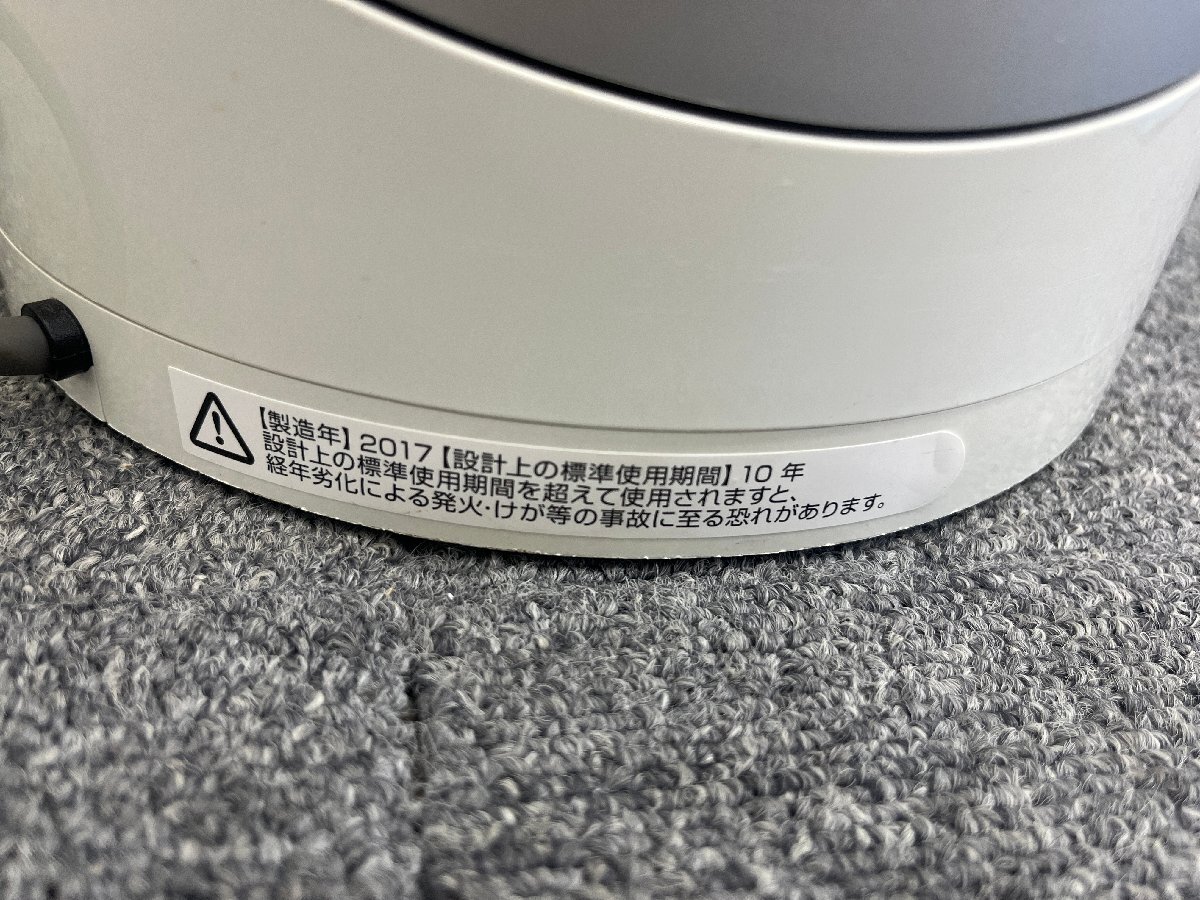 【製造年】2017【設計上の標準使用期間】10年
設計上の標準使用期間を超えて使用されますと、
経年劣化による発火・けが等の事故に至る恐れがあります。